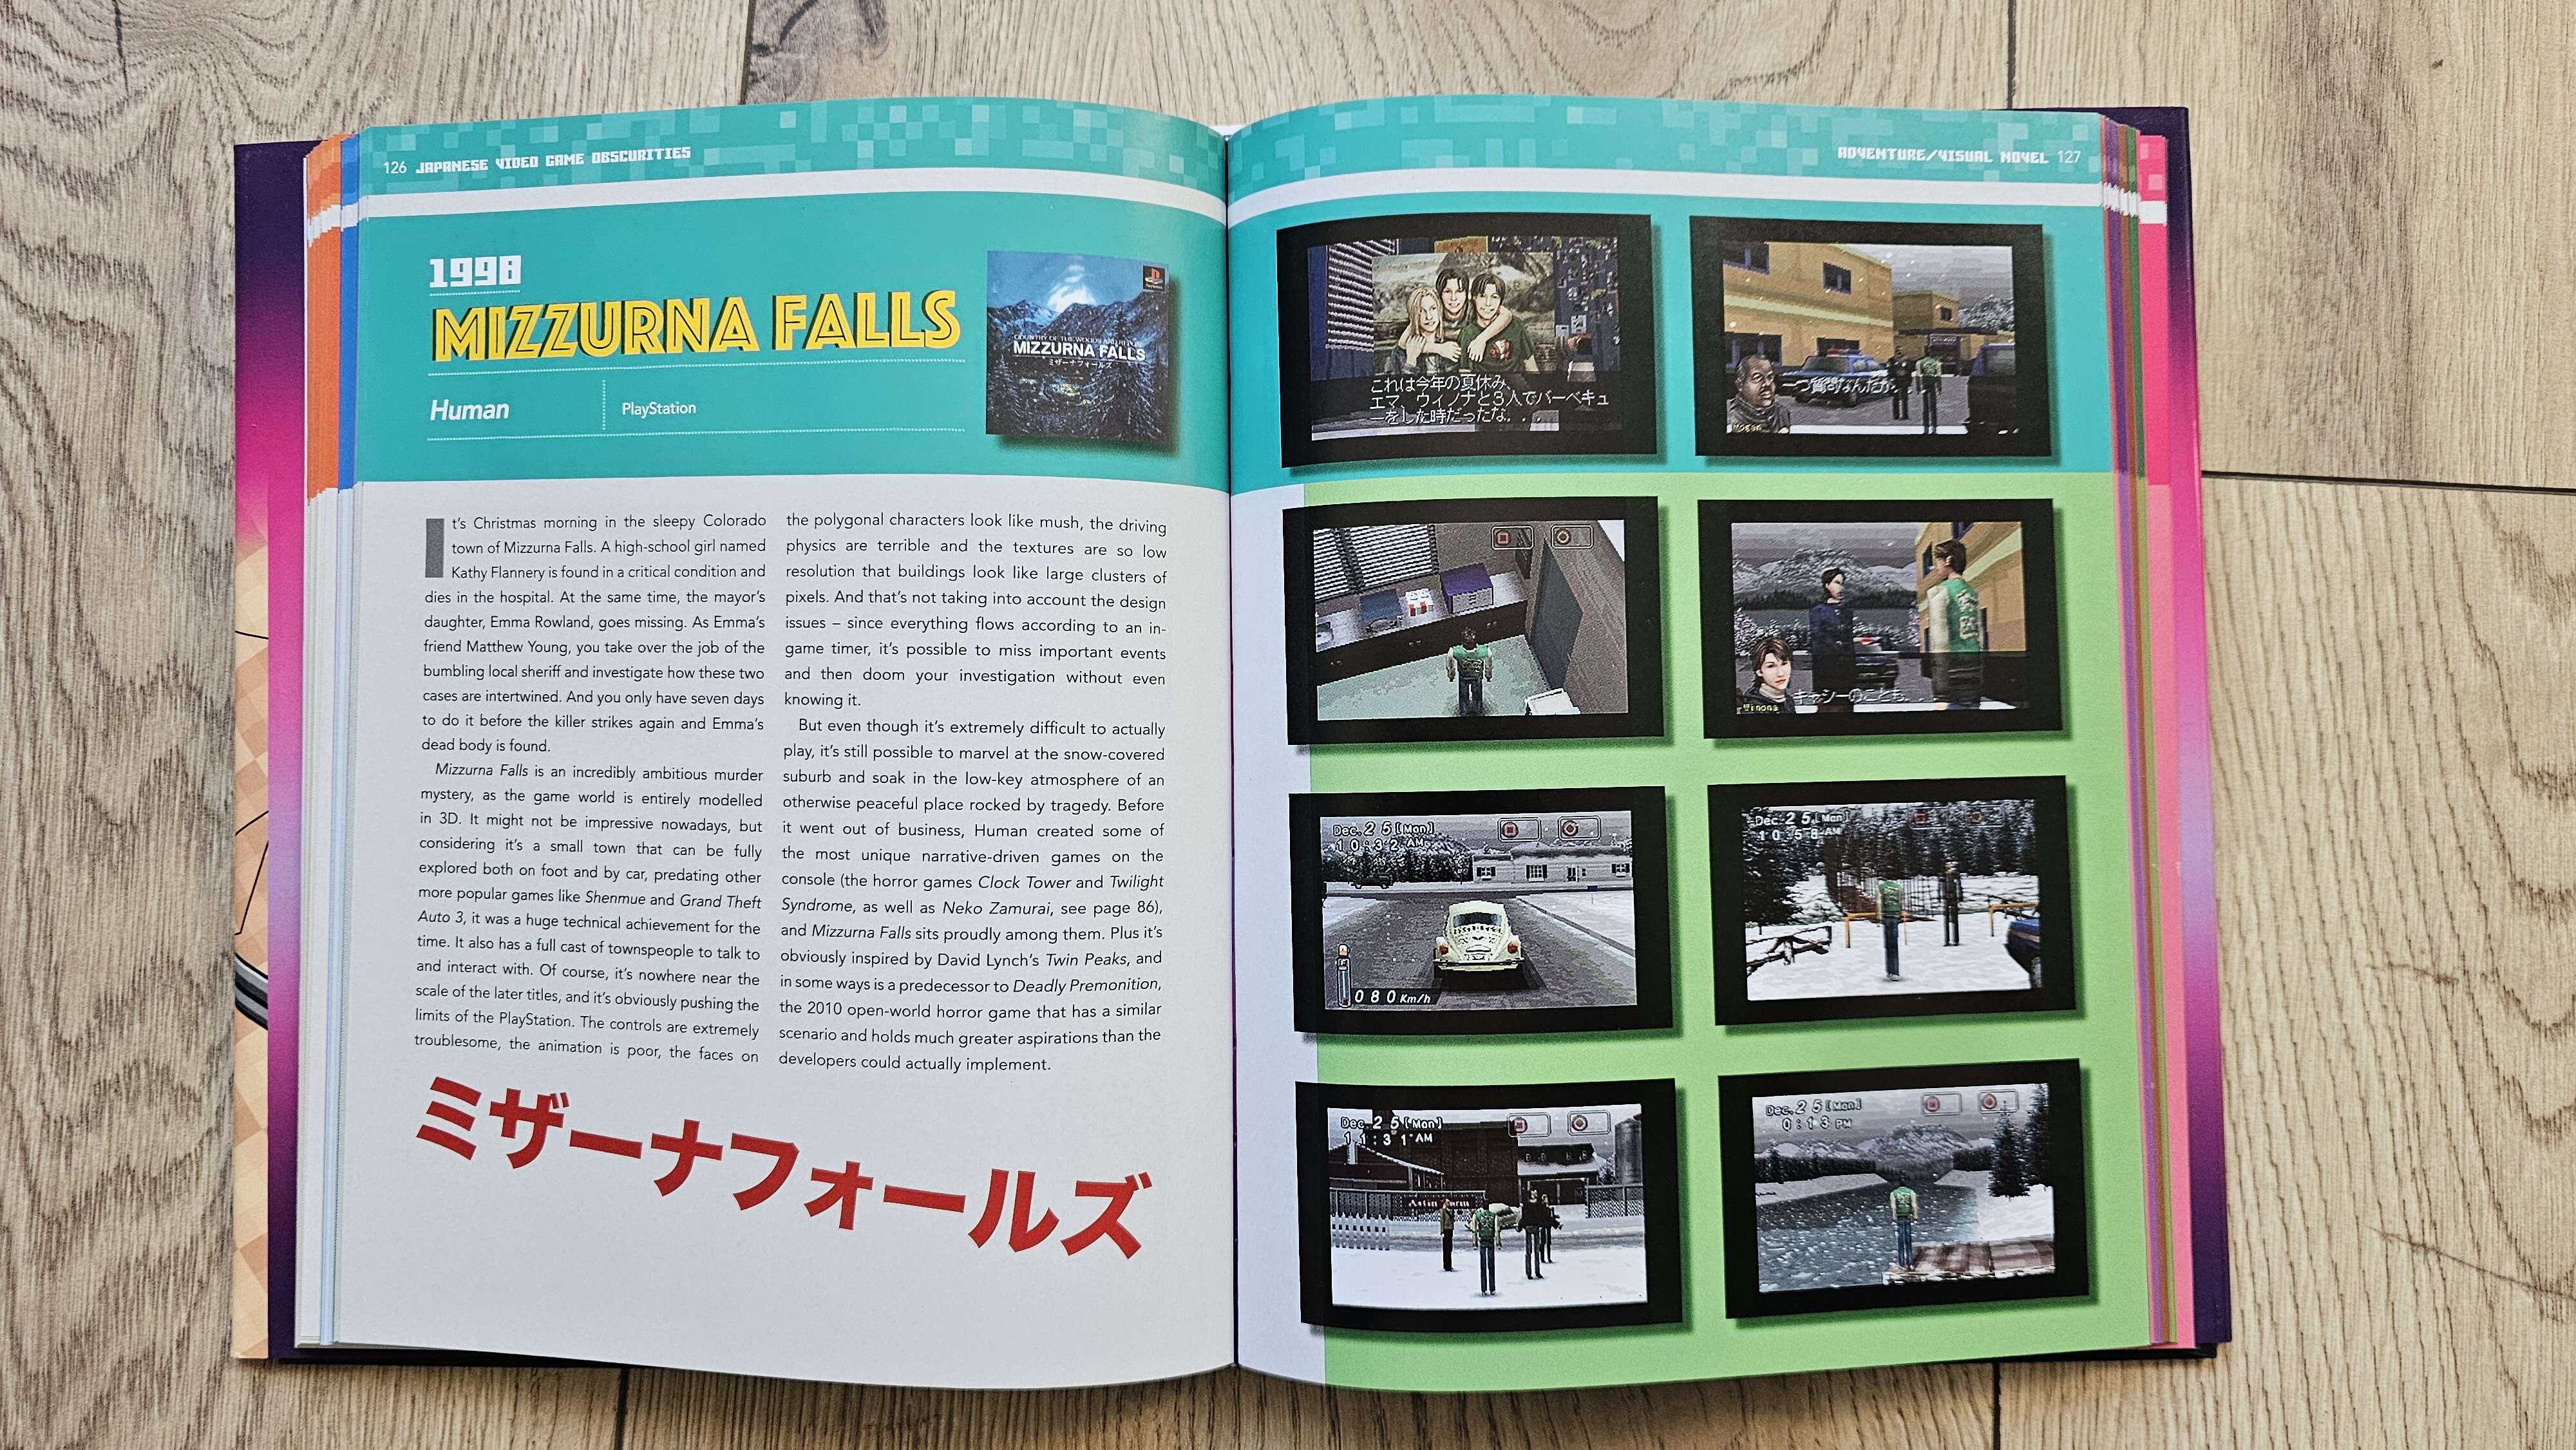 126 JAPANESE VIDEO GAME OBSCURITIES
1998
MIZZURNA FALLS
Human
PlayStation
COUNTRY OF THE WOODS AND REPOSE
MIZZURNA FALLS
ミザーナフォールズ
It's Christmas morning in the sleepy Colorado
town of Mizzurna Falls. A high-school girl named
Kathy Flannery is found in a critical condition and
dies in the hospital. At the same time, the mayor's
daughter, Emma Rowland, goes missing. As Emma's
friend Matthew Young, you take over the job of the
bumbling local sheriff and investigate how these two
cases are intertwined. And you only have seven days
to do it before the killer strikes again and Emma's
dead body is found.
Mizzurna Falls is an incredibly ambitious murder
mystery, as the game world is entirely modelled
in 3D. It might not be impressive nowadays, but
considering it's a small town that can be fully
explored both on foot and by car, predating other
more popular games like Shenmue and Grand Theft
Auto 3, it was a huge technical achievement for the
time. It also has a full cast of townspeople to talk to
and interact with. Of course, it's nowhere near the
scale of the later titles, and it's obviously pushing the
limits of the PlayStation. The controls are extremely
troublesome, the animation is poor, the faces on
the polygonal characters look like mush, the driving
physics are terrible and the textures are so low
resolution that buildings look like large clusters of
pixels. And that's not taking into account the design
issues – since everything flows according to an in-
game timer, it's possible to miss important events
and then doom your investigation without even
knowing it.
But even though it's extremely difficult to actually
play, it's still possible to marvel at the snow-covered
suburb and soak in the low-key atmosphere of an
otherwise peaceful place rocked by tragedy. Before
it went out of business, Human created some of
the most unique narrative-driven games on the
console (the horror games Clock Tower and Twilight
Syndrome, as well as Neko Zamurai, see page 86),
and Mizzurna Falls sits proudly among them. Plus it's
obviously inspired by David Lynch's Twin Peaks, and
in some ways is a predecessor to Deadly Premonition,
the 2010 open-world horror game that has a similar
scenario and holds much greater aspirations than the
developers could actually implement.
ミザーナフォールズ
ADVENTURE/VISUAL NOVEL 127
これは今年の夏休み、
エマ、ウィノナと3人でバーベキュ
ーをした時だったな...
一つ質問なんだが、
Morgan
キャシーのことも...
Winona
Dec. 25 [Mon]
10:32 AM
080 Km/h
Dec. 25 [Mon]
10:58 AM
Dec. 25 [Mon]
11:31 AM
Dec. 25 [Mon]
0:13 PM